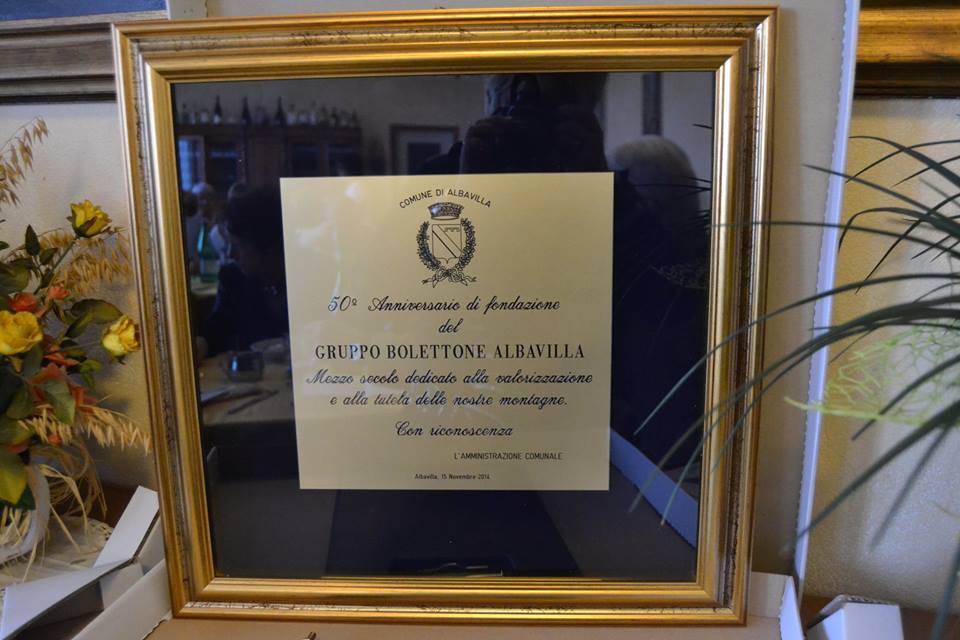 COMUNE DI ALBAVILLA
50º Anniversario di fondazione
del
GRUPPO BOLETTONE ALBAVILLA
Mezzo secolo dedicato alla valorizzazione
e alla tutela delle nostre montagne.
Con riconoscenza
L'AMMINISTRAZIONE COMUNALE
Albavilla, 15 Novembre 2014